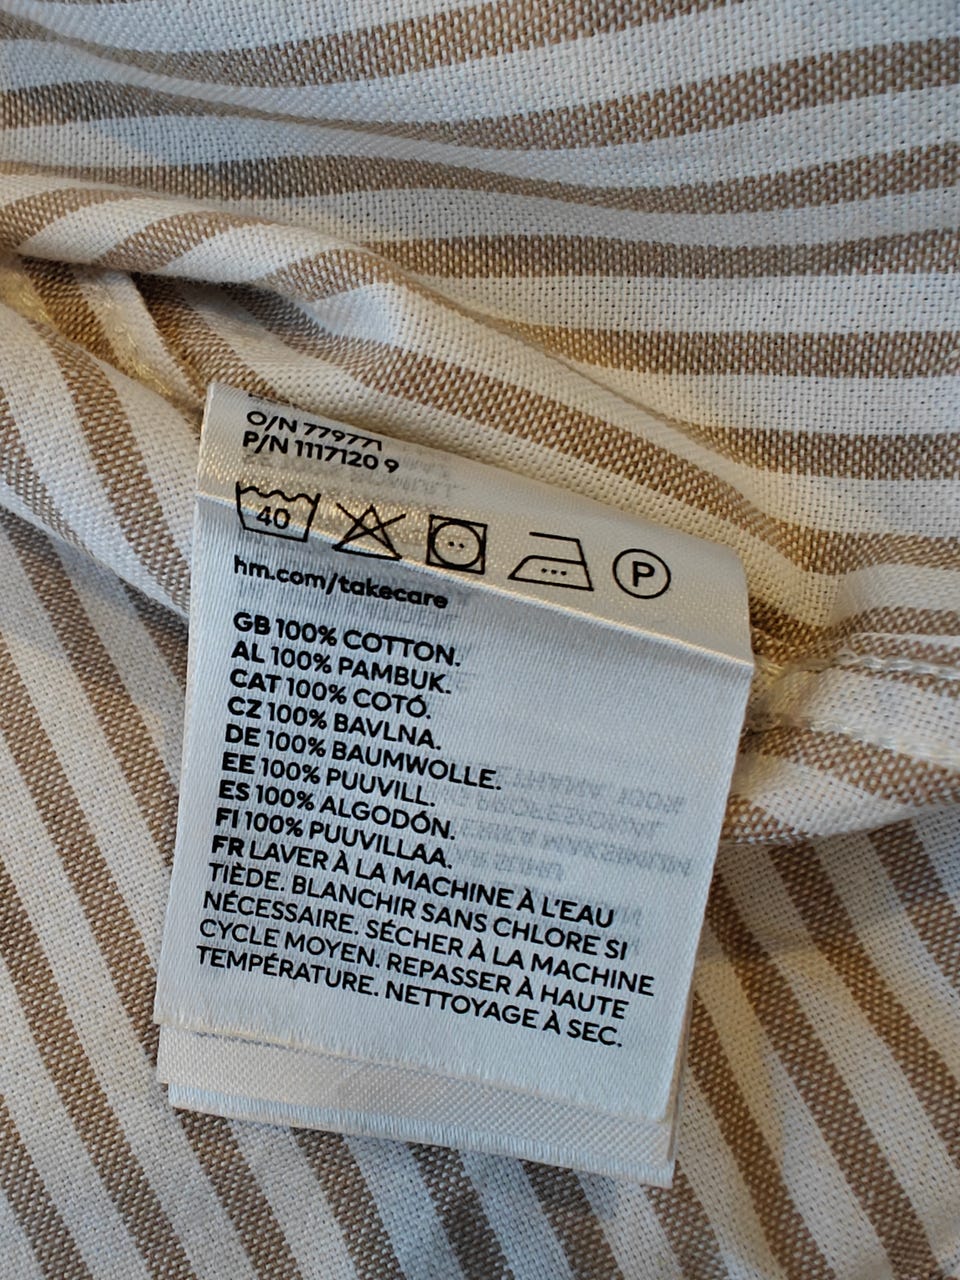 O/N 779771
P/N 1117120 9
40
P
hm.com/takecare
GB 100% COTTON.
AL 100% PAMBUK.
CAT 100% COTÓ.
CZ 100% BAVLNA.
DE 100% BAUMWOLLE.
EE 100% PUUVILL.
ES 100% ALGODÓN.
FI 100% PUUVILLAA.
FR LAVER À LA MACHINE À L'EAU
TIÈDE. BLANCHIR SANS CHLORE SI
NÉCESSAIRE. SÉCHER À LA MACHINE
CYCLE MOYEN. REPASSER À HAUTE
TEMPÉRATURE. NETTOYAGE À SEC.